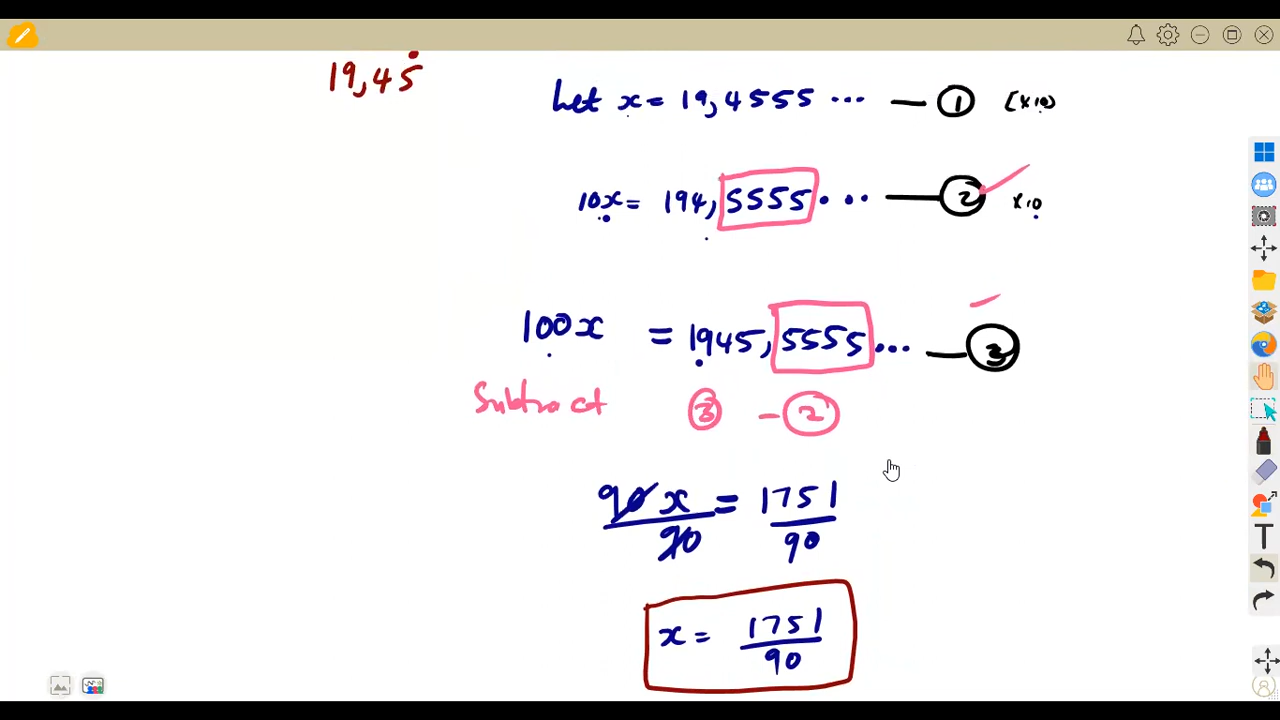 19,45̇
Let x = 19,4555 ... — ① [×10]
10x = 194,5555 ... — ② ×10
100x = 1945,5555 ... — ③
Subtract ③ - ②
90x = 1751
90 90
x = 1751
90
T